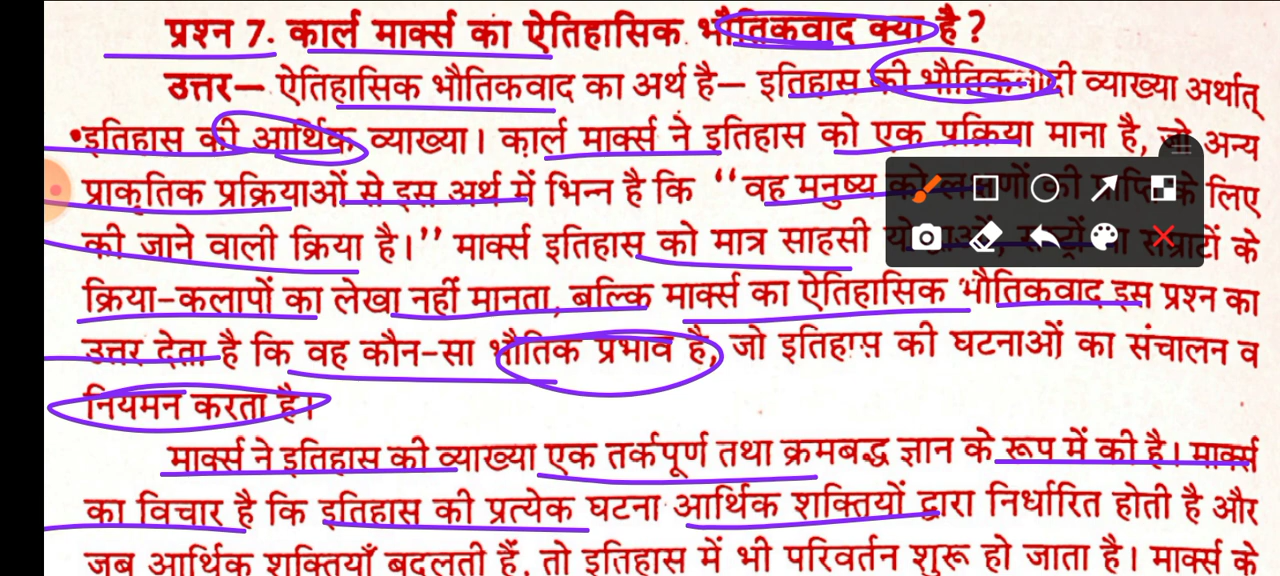 प्रश्न 7. कार्ल मार्क्स का ऐतिहासिक भौतिकवाद क्या है?
उत्तर— ऐतिहासिक भौतिकवाद का अर्थ है— इतिहास की व्याख्या अर्थात्
इतिहास की आर्थिक व्याख्या। कार्ल मार्क्स ने इतिहास को एक प्रक्रिया माना है, जो अन्य
प्राकृतिक प्रक्रियाओं से इस अर्थ में भिन्न है कि ‘‘वह मनुष्य के लिए
की जाने वाली क्रिया है।’’ मार्क्स इतिहास को मात्र साहसी के
क्रिया-कलापों का लेखा नहीं मानता, बल्कि मार्क्स का ऐतिहासिक भौतिकवाद इस प्रश्न का
उत्तर देता है कि वह कौन-सा भौतिक प्रभाव है, जो इतिहास की घटनाओं का संचालन व
नियमन करता है।
मार्क्स ने इतिहास की व्याख्या एक तर्कपूर्ण तथा क्रमबद्ध ज्ञान के रूप में की है। मार्क्स
का विचार है कि इतिहास की प्रत्येक घटना आर्थिक शक्तियों द्वारा निर्धारित होती है और
जब आर्थिक शक्तियाँ बदलती हैं, तो इतिहास में भी परिवर्तन शुरू हो जाता है। मार्क्स के